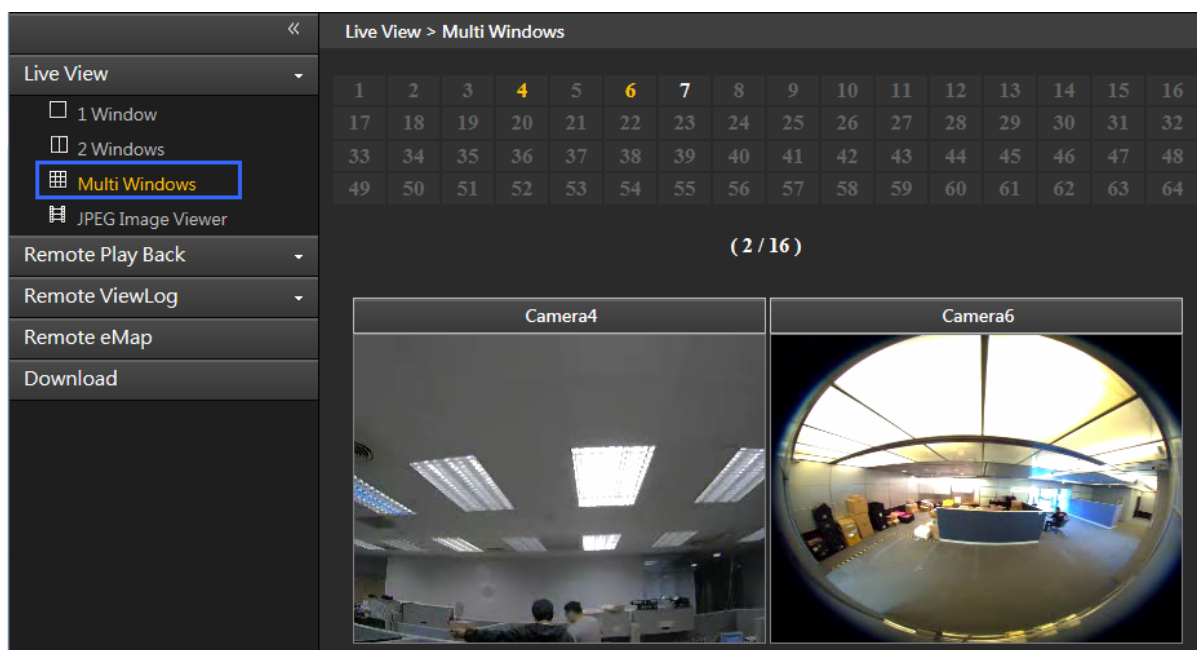 «
Live View
1 Window
2 Windows
Multi Windows
JPEG Image Viewer
Remote Play Back
Remote ViewLog
Remote eMap
Download
Live View > Multi Windows
1 2 3 4 5 6 7 8 9 10 11 12 13 14 15 16
17 18 19 20 21 22 23 24 25 26 27 28 29 30 31 32
33 34 35 36 37 38 39 40 41 42 43 44 45 46 47 48
49 50 51 52 53 54 55 56 57 58 59 60 61 62 63 64
( 2 / 16 )
Camera4
Camera6